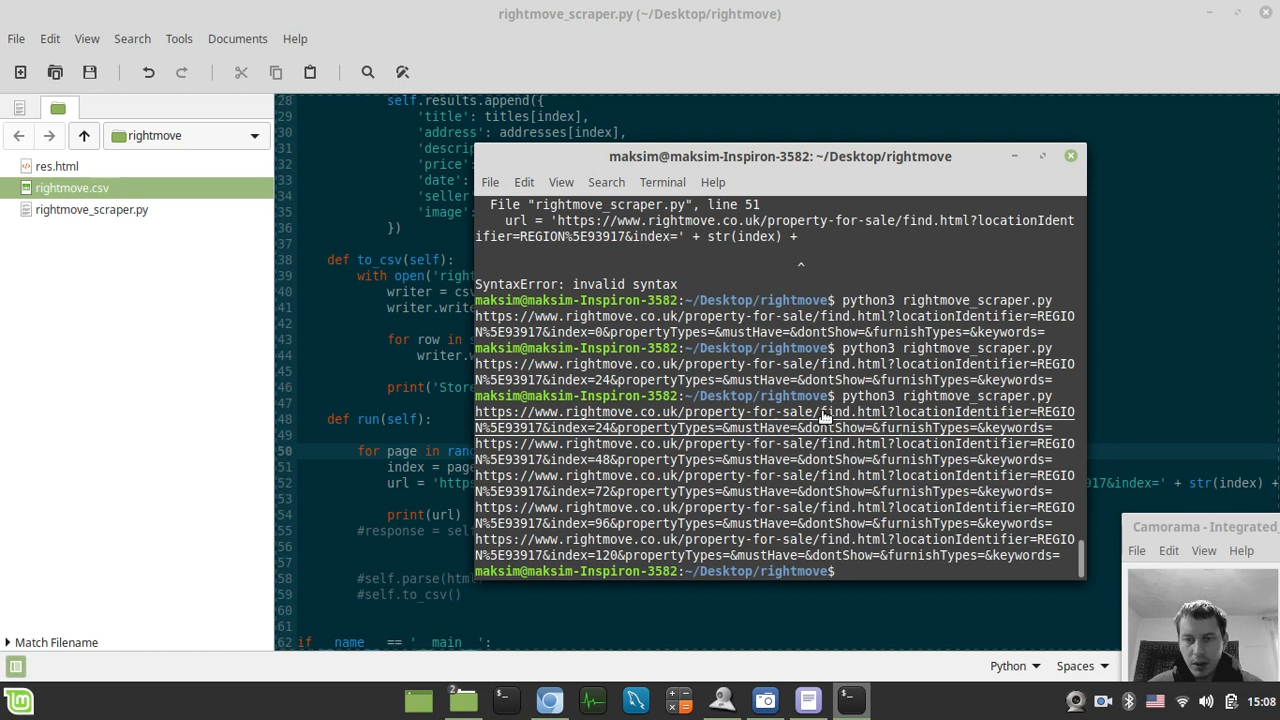 rightmove_scraper.py (~/Desktop/rightmove)
File Edit View Search Tools Documents Help
rightmove
res.html
rightmove.csv
rightmove_scraper.py
Match Filename
28 self.results.append({
29 'title': titles[index],
30 'address': addresses[index],
31 'descrip
32 'price'
33 'date':
34 'seller
35 'image'
36 })
37
38 def to_csv(self):
39 with open('right
40 writer = csv
41 writer.write
42
43 for row in s
44 writer.w
45
46 print('Store
47
48 def run(self):
49
50 for page in rang
51 index = page
52 url = 'https 917&index=' + str(index) +
53
54 print(url)
55 #response = self
56
57
58 #self.parse(html
59 #self.to_csv()
60
61
62 if __name__ == '__main__':
maksim@maksim-Inspiron-3582: ~/Desktop/rightmove
File Edit View Search Terminal Help
File "rightmove_scraper.py", line 51
url = 'https://www.rightmove.co.uk/property-for-sale/find.html?locationIdent
ifier=REGION%5E93917&index=' + str(index) +
^
SyntaxError: invalid syntax
maksim@maksim-Inspiron-3582:~/Desktop/rightmove$ python3 rightmove_scraper.py
https://www.rightmove.co.uk/property-for-sale/find.html?locationIdentifier=REGIO
N%5E93917&index=0&propertyTypes=&mustHave=&dontShow=&furnishTypes=&keywords=
maksim@maksim-Inspiron-3582:~/Desktop/rightmove$ python3 rightmove_scraper.py
https://www.rightmove.co.uk/property-for-sale/find.html?locationIdentifier=REGIO
N%5E93917&index=24&propertyTypes=&mustHave=&dontShow=&furnishTypes=&keywords=
maksim@maksim-Inspiron-3582:~/Desktop/rightmove$ python3 rightmove_scraper.py
https://www.rightmove.co.uk/property-for-sale/find.html?locationIdentifier=REGIO
N%5E93917&index=24&propertyTypes=&mustHave=&dontShow=&furnishTypes=&keywords=
https://www.rightmove.co.uk/property-for-sale/find.html?locationIdentifier=REGIO
N%5E93917&index=48&propertyTypes=&mustHave=&dontShow=&furnishTypes=&keywords=
https://www.rightmove.co.uk/property-for-sale/find.html?locationIdentifier=REGIO
N%5E93917&index=72&propertyTypes=&mustHave=&dontShow=&furnishTypes=&keywords=
https://www.rightmove.co.uk/property-for-sale/find.html?locationIdentifier=REGIO
N%5E93917&index=96&propertyTypes=&mustHave=&dontShow=&furnishTypes=&keywords=
https://www.rightmove.co.uk/property-for-sale/find.html?locationIdentifier=REGIO
N%5E93917&index=120&propertyTypes=&mustHave=&dontShow=&furnishTypes=&keywords=
maksim@maksim-Inspiron-3582:~/Desktop/rightmove$
Camorama - Integrated
File Edit View Help
Python Spaces
2
15:08